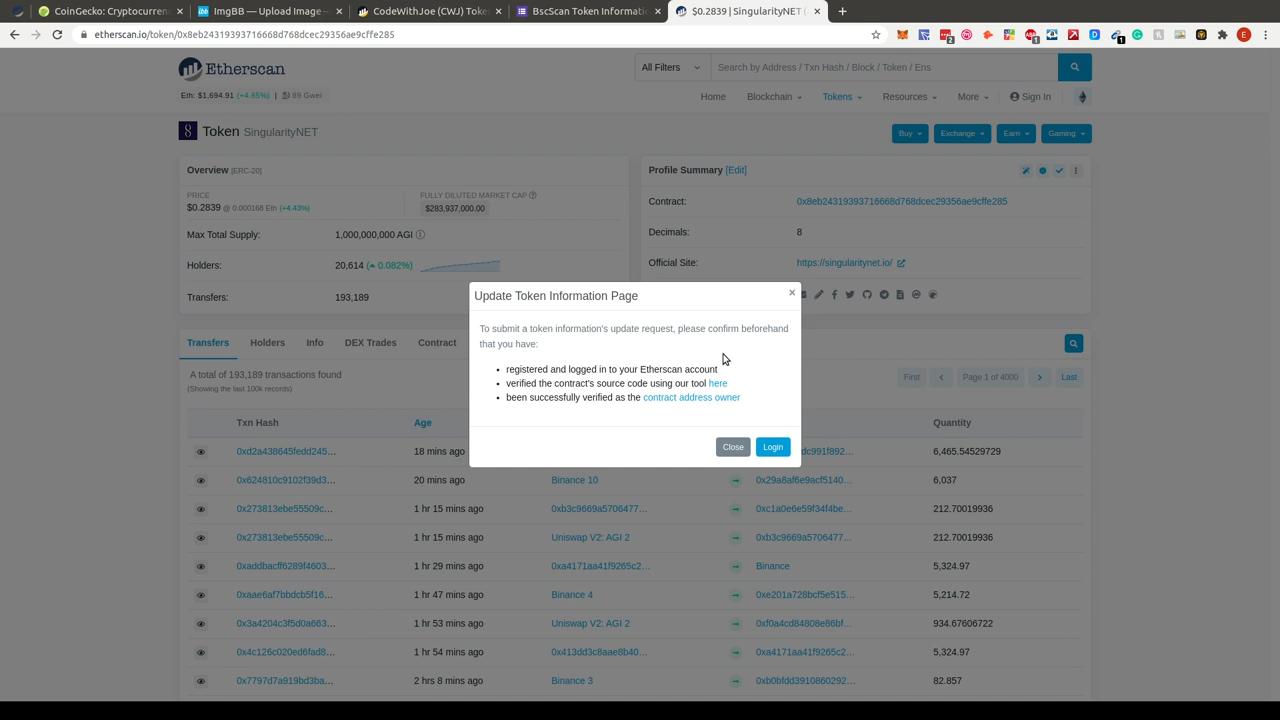 CoinGecko: Cryptocurren
ImgBB — Upload Image —
CodeWithJoe (CWJ) Toke
BscScan Token Informati
$0.2839 | SingularityNET (
etherscan.io/token/0x8eb24319393716668d768dcec29356ae9cffe285
Etherscan
All Filters
Search by Address / Txn Hash / Block / Token / Ens
Eth: $1,694.91 (+4.65%) | 89 Gwei
Home
Blockchain
Tokens
Resources
More
Sign In
Token SingularityNET
Buy
Exchange
Earn
Gaming
Overview [ERC-20]
PRICE
$0.2839 @ 0.000168 Eth (+4.43%)
FULLY DILUTED MARKET CAP
$283,937,000.00
Max Total Supply:
1,000,000,000 AGI
Holders:
20,614 (0.082%)
Transfers:
193,189
Profile Summary [Edit]
Contract:
0x8eb24319393716668d768dcec29356ae9cffe285
Decimals:
8
Official Site:
https://singularitynet.io/
Update Token Information Page
×
To submit a token information's update request, please confirm beforehand
that you have:
• registered and logged in to your Etherscan account
• verified the contract's source code using our tool here
• been successfully verified as the contract address owner
Close
Login
Transfers
Holders
Info
DEX Trades
Contract
A total of 193,189 transactions found
(Showing the last 100k records)
First
Page 1 of 4000
Last
Txn Hash
Age
Quantity
0xd2a438645fedd245...
18 mins ago
dc991f892...
6,465.54529729
0x624810c9102f39d3...
20 mins ago
Binance 10
0x29a8af6e9acf5140...
6,037
0x273813ebe55509c...
1 hr 15 mins ago
0xb3c9669a5706477...
0xc1a0e6e59f34f4be...
212.70019936
0x273813ebe55509c...
1 hr 15 mins ago
Uniswap V2: AGI 2
0xb3c9669a5706477...
212.70019936
0xaddbacff6289f4603...
1 hr 29 mins ago
0xa4171aa41f9265c2...
Binance
5,324.97
0xaae6af7bbdcb5f16...
1 hr 47 mins ago
Binance 4
0xe201a728bcf5e515...
5,214.72
0x3a4204c3f5d0a663...
1 hr 53 mins ago
Uniswap V2: AGI 2
0xf0a4cd84808e86bf...
934.67606722
0x4c126c020ed6fad8...
1 hr 54 mins ago
0x413dd3c8aae8b40...
0xa4171aa41f9265c2...
5,324.97
0x7797d7a919bd3ba...
2 hrs 8 mins ago
Binance 3
0xb0bfdd3910860292...
82.857